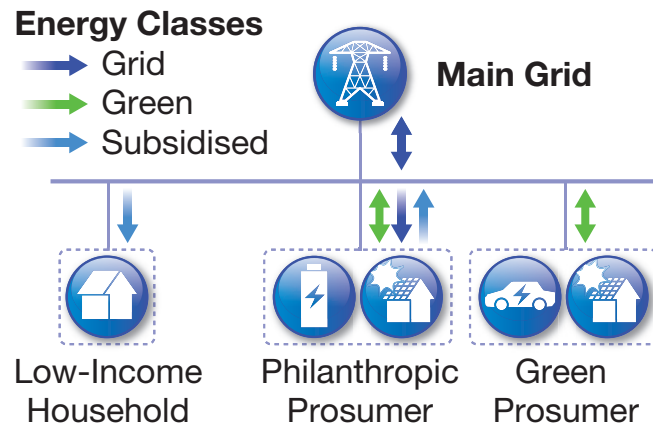 Energy Classes
Grid
Green
Subsidised
Main Grid
Low-Income
Household
Philanthropic
Prosumer
Green
Prosumer